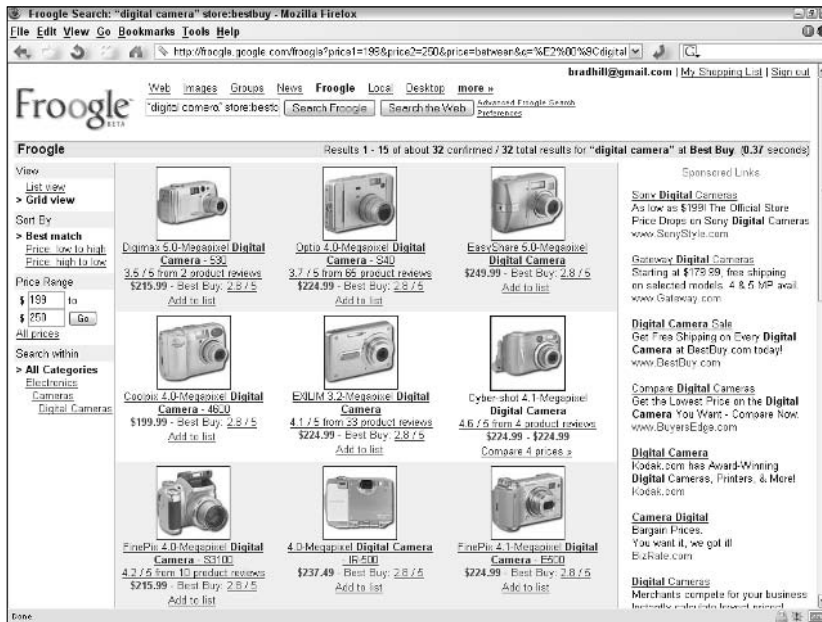 Froogle Search: "digital camera" store:bestbuy - Mozilla Firefox
File Edit View Go Bookmarks Tools Help
http://froogle.google.com/froogle?price1=199&price2=250&price=between&q=%E2%80%9Cdigital
bradhill@gmail.com | My Shopping List | Sign out
Froogle BETA
Web Images Groups News Froogle Local Desktop more »
"digital camera" store:bestb Search Froogle Search the Web
Advanced Froogle Search
Preferences
Froogle
Results 1 - 15 of about 32 confirmed / 32 total results for "digital camera" at Best Buy. (0.37 seconds)
View
List view
> Grid view
Sort By
> Best match
Price: low to high
Price: high to low
Price Range
$ 199 to
$ 250 Go
All prices
Search within
> All Categories
Electronics
Cameras
Digital Cameras
Digimax 5.0-Megapixel Digital
Camera - 530
3.5 / 5 from 2 product reviews
$215.99 - Best Buy: 2.8 / 5
Add to list
Optio 4.0-Megapixel Digital
Camera - S40
3.7 / 5 from 65 product reviews
$224.99 - Best Buy: 2.8 / 5
Add to list
EasyShare 5.0-Megapixel
Digital Camera
$249.99 - Best Buy: 2.8 / 5
Add to list
Coolpix 4.0-Megapixel Digital
Camera - 4600
$199.99 - Best Buy: 2.8 / 5
Add to list
EXILIM 3.2-Megapixel Digital
Camera
4.1 / 5 from 33 product reviews
$224.99 - Best Buy: 2.8 / 5
Add to list
Cyber-shot 4.1-Megapixel
Digital Camera
4.6 / 5 from 4 product reviews
$224.99 - $224.99
Compare 4 prices »
FinePix 4.0-Megapixel Digital
Camera - S3100
4.2 / 5 from 10 product reviews
$215.99 - Best Buy: 2.8 / 5
Add to list
4.0-Megapixel Digital Camera
- IR-500
$237.49 - Best Buy: 2.8 / 5
Add to list
FinePix 4.1-Megapixel Digital
Camera - E500
$224.99 - Best Buy: 2.8 / 5
Add to list
Sponsored Links
Sony Digital Cameras
As low as $199! The Official Store
Price Drops on Sony Digital Cameras
www.SonyStyle.com
Gateway Digital Cameras
Starting at $179.99, free shipping
on selected models. 4 & 5 MP avail.
www.Gateway.com
Digital Camera Sale
Get Free Shipping on Every Digital
Camera at BestBuy.com today!
www.BestBuy.com
Compare Digital Cameras
Get the Lowest Price on the Digital
Camera You Want - Compare Now.
www.BuyersEdge.com
Digital Camera
Kodak.com has Award-Winning
Digital Cameras, Printers, & More!
Kodak.com
Camera Digital
Bargain Prices.
You want it, we got it!
BizRate.com
Digital Cameras
Merchants compete for your business
Instantly calculate lowest prices!
Done